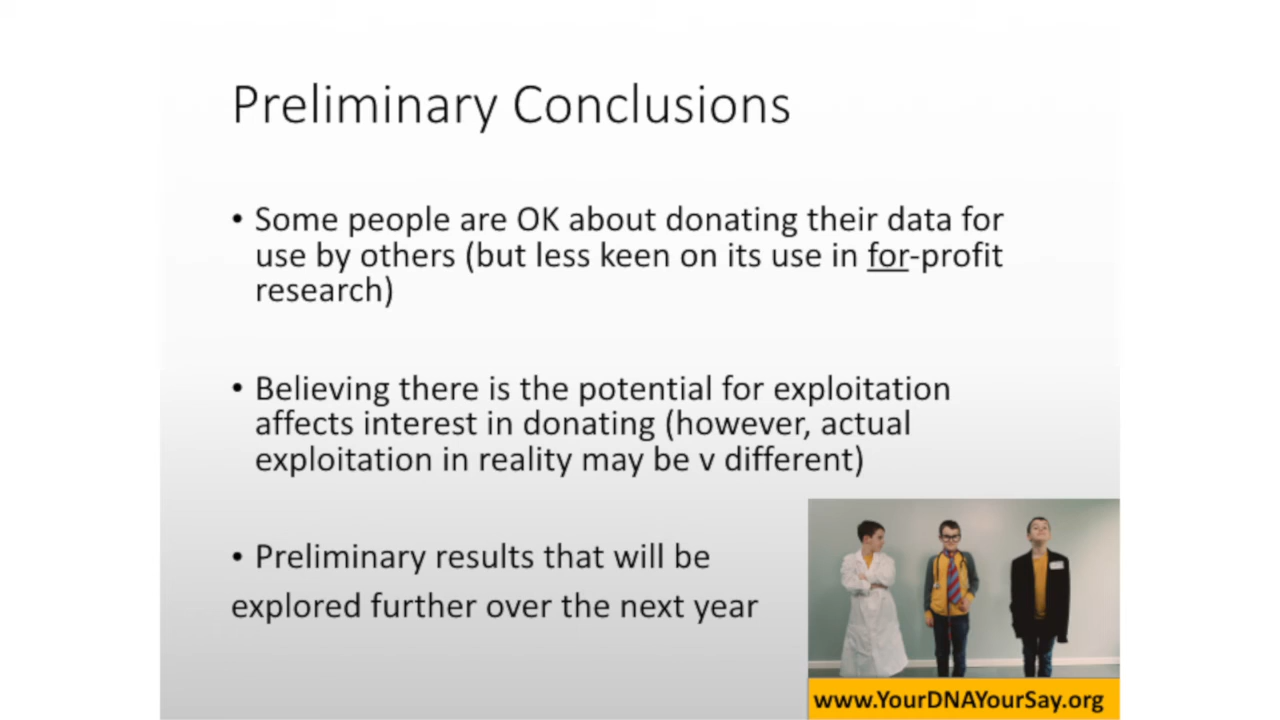 Preliminary Conclusions
• Some people are OK about donating their data for
use by others (but less keen on its use in for-profit
research)
• Believing there is the potential for exploitation
affects interest in donating (however, actual
exploitation in reality may be v different)
• Preliminary results that will be
explored further over the next year
www.YourDNAYourSay.org